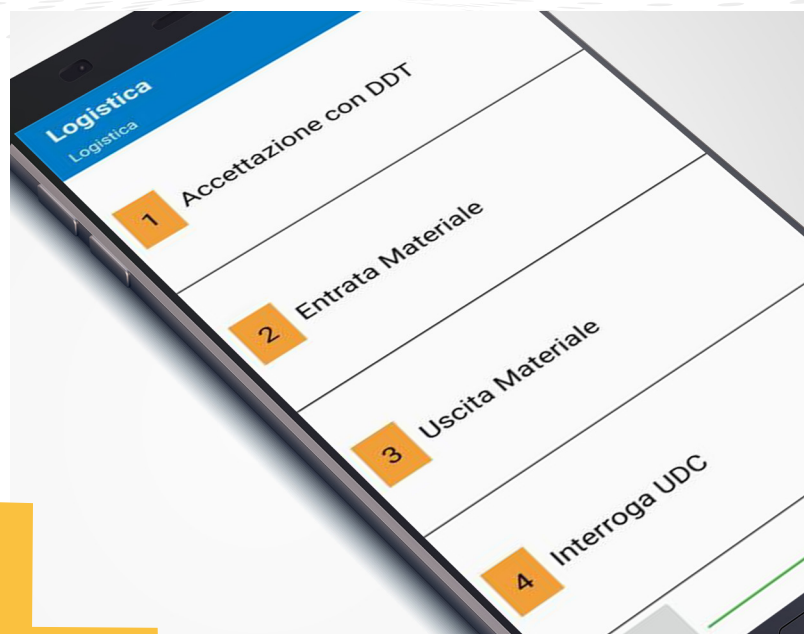 Logistica
Logistica
1 Accettazione con DDT
2 Entrata Materiale
3 Uscita Materiale
4 Interroga UDC